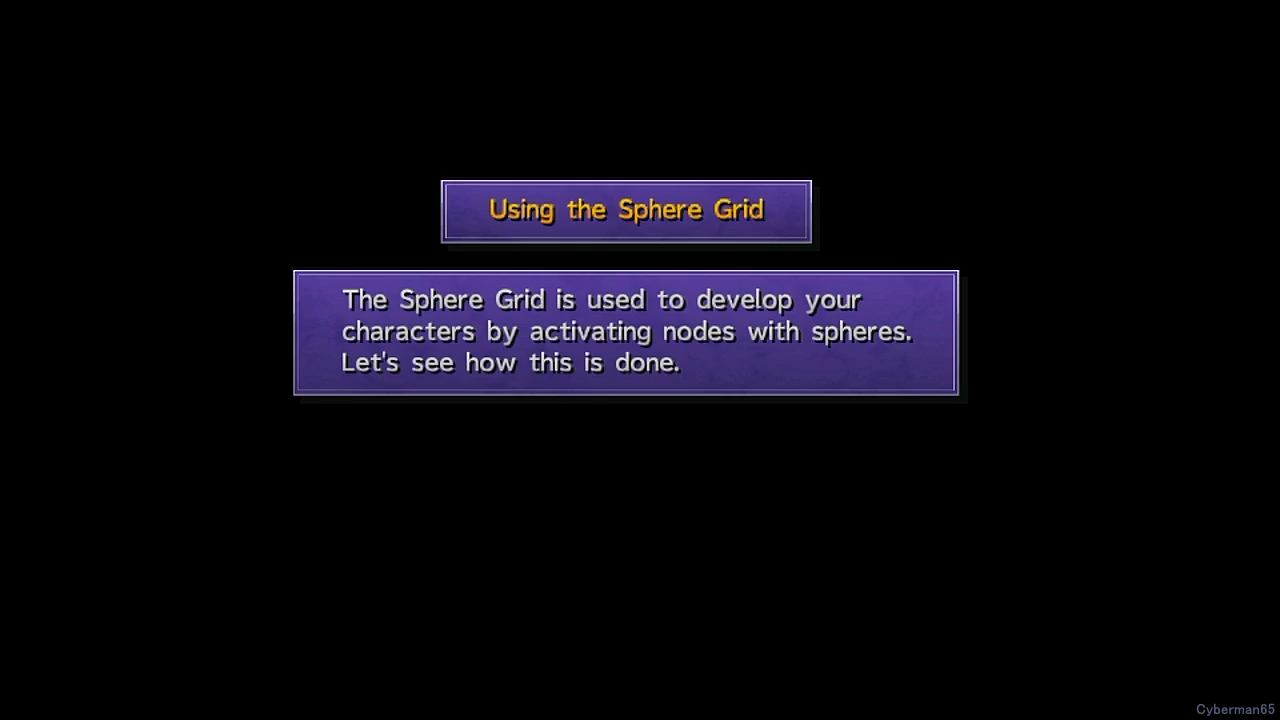 Using the Sphere Grid
The Sphere Grid is used to develop your
characters by activating nodes with spheres.
Let's see how this is done.
Cyberman65